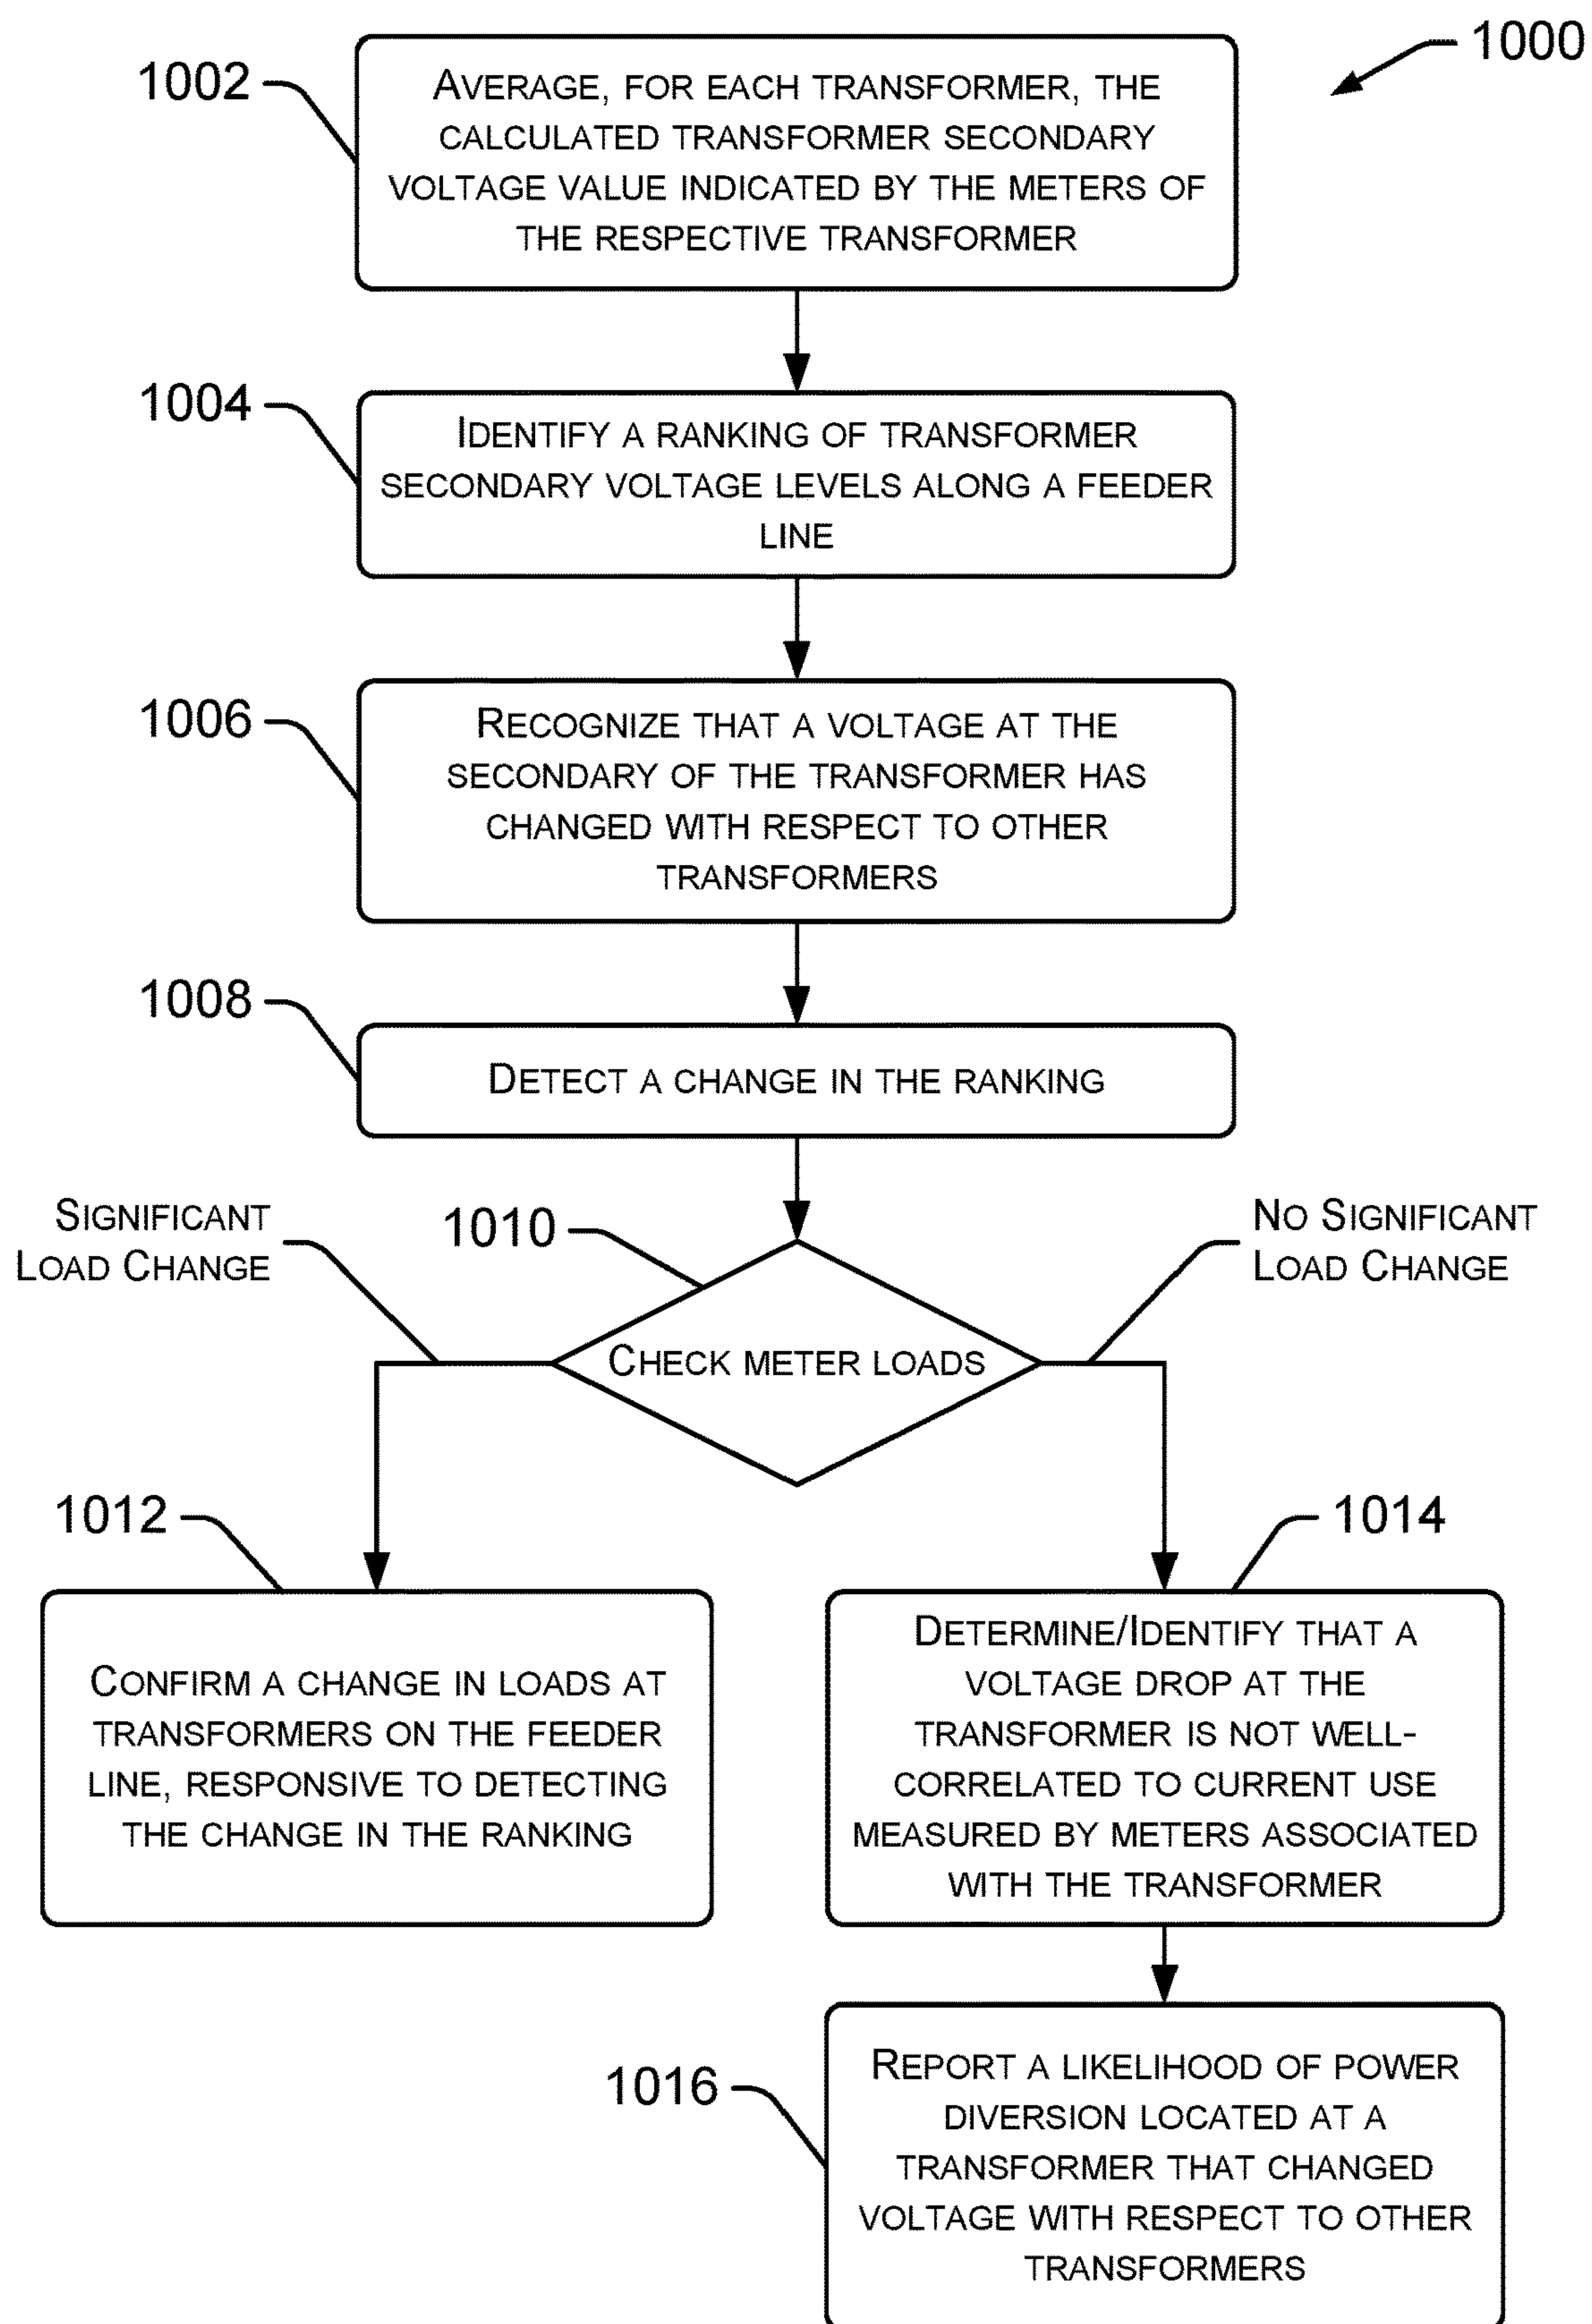 1000
1002
AVERAGE, FOR EACH TRANSFORMER, THE
CALCULATED TRANSFORMER SECONDARY
VOLTAGE VALUE INDICATED BY THE METERS OF
THE RESPECTIVE TRANSFORMER
1004
IDENTIFY A RANKING OF TRANSFORMER
SECONDARY VOLTAGE LEVELS ALONG A FEEDER
LINE
1006
RECOGNIZE THAT A VOLTAGE AT THE
SECONDARY OF THE TRANSFORMER HAS
CHANGED WITH RESPECT TO OTHER
TRANSFORMERS
1008
DETECT A CHANGE IN THE RANKING
SIGNIFICANT
LOAD CHANGE
1010
NO SIGNIFICANT
LOAD CHANGE
CHECK METER LOADS
1012
CONFIRM A CHANGE IN LOADS AT
TRANSFORMERS ON THE FEEDER
LINE, RESPONSIVE TO DETECTING
THE CHANGE IN THE RANKING
1014
DETERMINE/IDENTIFY THAT A
VOLTAGE DROP AT THE
TRANSFORMER IS NOT WELL-
CORRELATED TO CURRENT USE
MEASURED BY METERS ASSOCIATED
WITH THE TRANSFORMER
1016
REPORT A LIKELIHOOD OF POWER
DIVERSION LOCATED AT A
TRANSFORMER THAT CHANGED
VOLTAGE WITH RESPECT TO OTHER
TRANSFORMERS